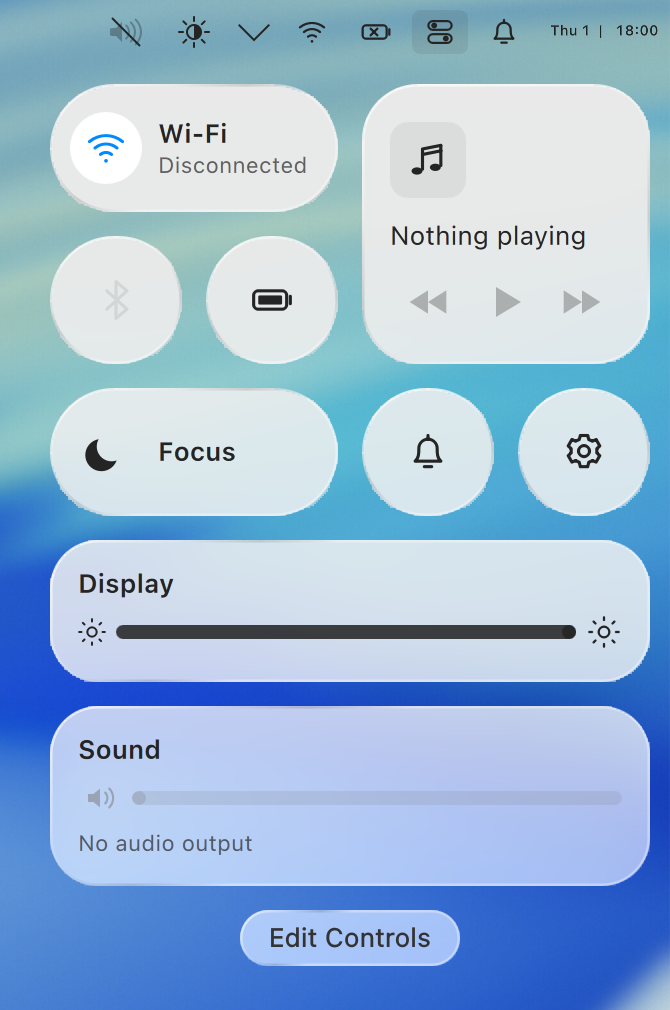 Thu 1 | 18:00
Wi-Fi
Disconnected
Nothing playing
Focus
Display
Sound
No audio output
Edit Controls